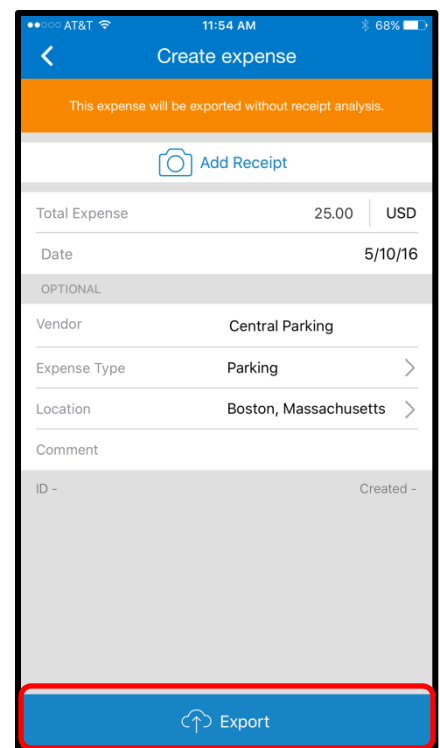 AT&T 11:54 AM 68%
Create expense
This expense will be exported without receipt analysis.
Add Receipt
Total Expense 25.00 USD
Date 5/10/16
OPTIONAL
Vendor Central Parking
Expense Type Parking
Location Boston, Massachusetts
Comment
ID - Created -
Export